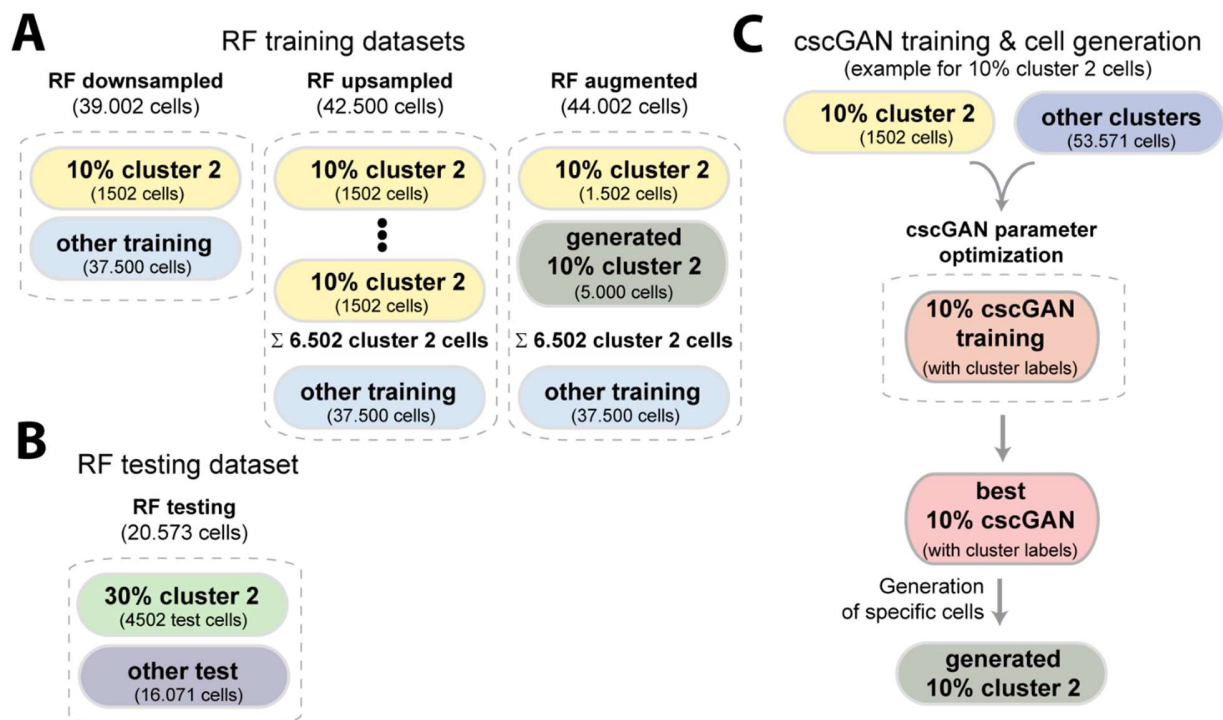 A
RF training datasets
RF downsampled
(39.002 cells)
10% cluster 2
(1502 cells)
other training
(37.500 cells)
RF upsampled
(42.500 cells)
10% cluster 2
(1502 cells)
10% cluster 2
(1502 cells)
Σ 6.502 cluster 2 cells
other training
(37.500 cells)
RF augmented
(44.002 cells)
10% cluster 2
(1.502 cells)
generated
10% cluster 2
(5.000 cells)
Σ 6.502 cluster 2 cells
other training
(37.500 cells)
B
RF testing dataset
RF testing
(20.573 cells)
30% cluster 2
(4502 test cells)
other test
(16.071 cells)
C
cscGAN training & cell generation
(example for 10% cluster 2 cells)
10% cluster 2
(1502 cells)
other clusters
(53.571 cells)
cscGAN parameter
optimization
10% cscGAN
training
(with cluster labels)
best
10% cscGAN
(with cluster labels)
Generation
of specific cells
generated
10% cluster 2